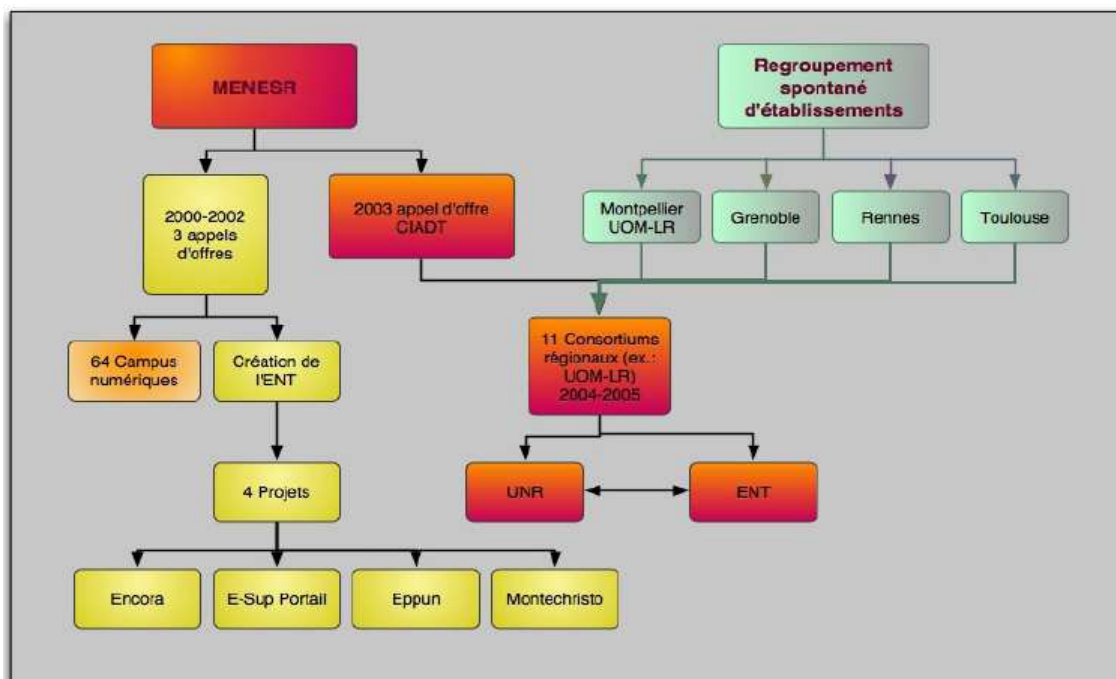 MENESR
Regroupement
spontané
d'établissements
2000-2002
3 appels
d'offres
2003 appel d'offre
CIADT
Montpellier
UOM-LR
Grenoble
Rennes
Toulouse
64 Campus
numériques
Création de
l'ENT
11 Consortiums
régionaux (ex.:
UOM-LR)
2004-2005
4 Projets
UNR
ENT
Encora
E-Sup Portail
Eppun
Montechristo